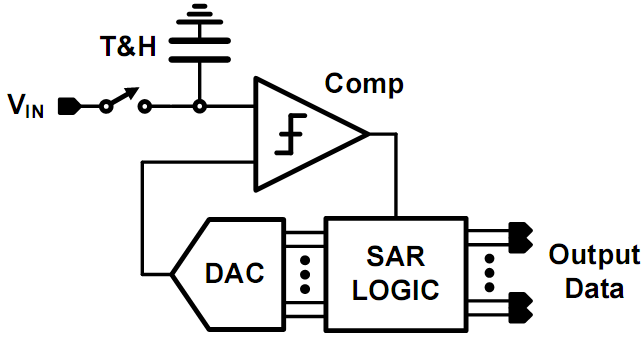 T&H
Comp
VIN
DAC
SAR
LOGIC
Output
Data